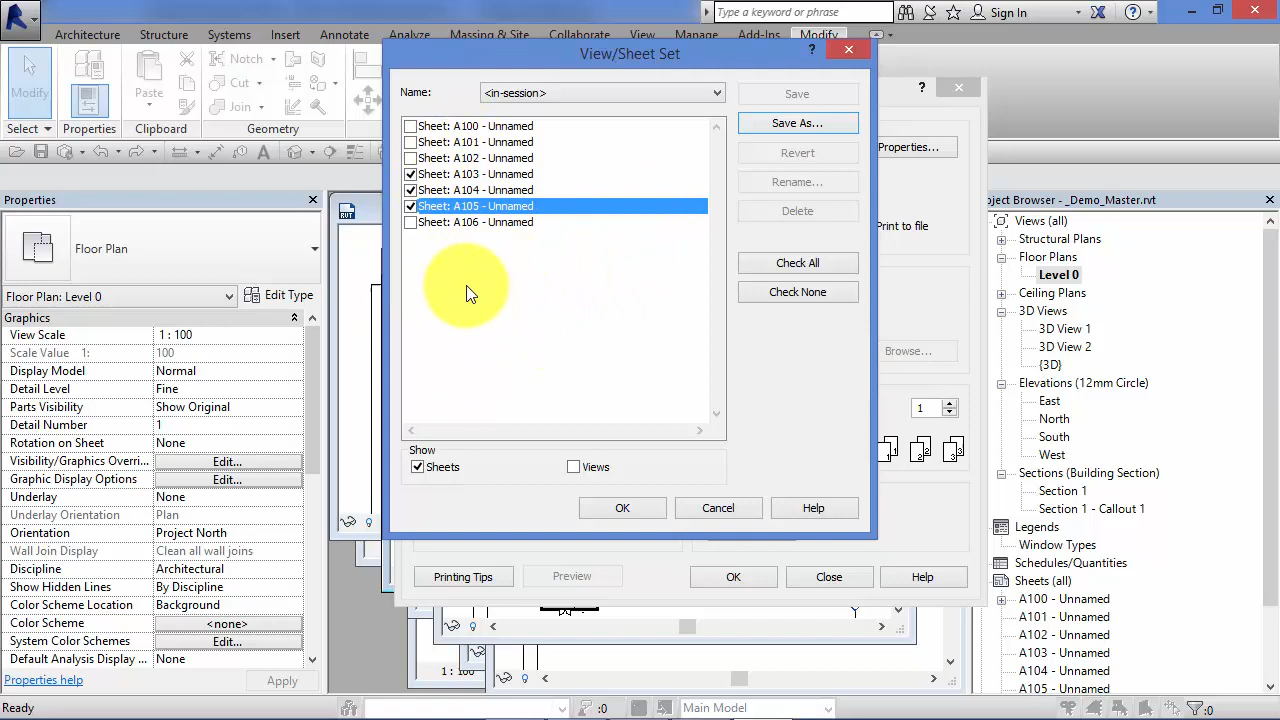 Type a keyword or phrase
Sign In
Architecture Structure Systems Insert Annotate Analyze Massing & Site Collaborate View Manage Add-Ins Modify
Modify
Properties
Paste
Notch
Cut
Join
Select
Properties
Clipboard
Geometry
View/Sheet Set
Name:
<in-session>
Sheet: A100 - Unnamed
Sheet: A101 - Unnamed
Sheet: A102 - Unnamed
Sheet: A103 - Unnamed
Sheet: A104 - Unnamed
Sheet: A105 - Unnamed
Sheet: A106 - Unnamed
Save
Save As...
Revert
Rename...
Delete
Check All
Check None
Show
Sheets
Views
OK
Cancel
Help
Properties...
Print to file
Browse...
1
Printing Tips
Preview
OK
Close
Help
Properties
Floor Plan
Floor Plan: Level 0
Edit Type
Graphics
View Scale 1 : 100
Scale Value 1: 100
Display Model Normal
Detail Level Fine
Parts Visibility Show Original
Detail Number 1
Rotation on Sheet None
Visibility/Graphics Overri... Edit...
Graphic Display Options Edit...
Underlay None
Underlay Orientation Plan
Orientation Project North
Wall Join Display Clean all wall joins
Discipline Architectural
Show Hidden Lines By Discipline
Color Scheme Location Background
Color Scheme <none>
System Color Schemes Edit...
Default Analysis Display ... None
Properties help
Apply
1 : 100
oject Browser - _Demo_Master.rvt
Views (all)
Structural Plans
Floor Plans
Level 0
Ceiling Plans
3D Views
3D View 1
3D View 2
{3D}
Elevations (12mm Circle)
East
North
South
West
Sections (Building Section)
Section 1
Section 1 - Callout 1
Legends
Window Types
Schedules/Quantities
Sheets (all)
A100 - Unnamed
A101 - Unnamed
A102 - Unnamed
A103 - Unnamed
A104 - Unnamed
A105 - Unnamed
Ready
:0
Main Model
:0